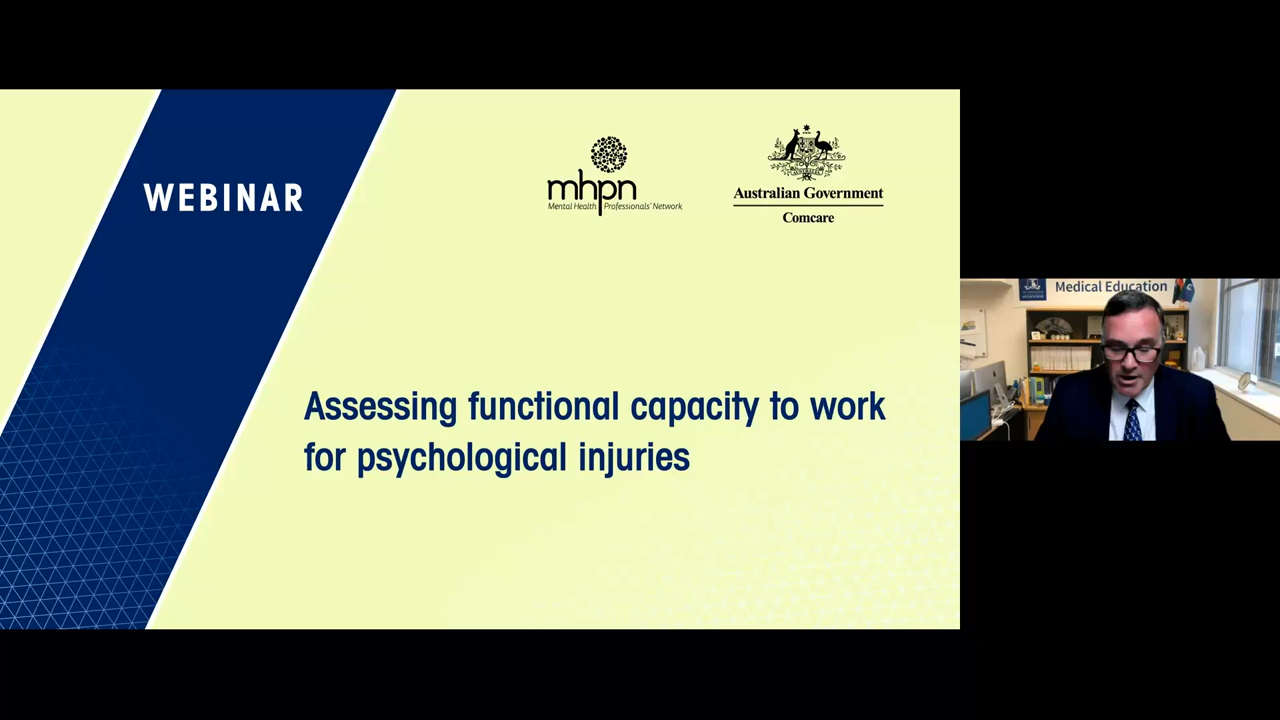 WEBINAR
mhpn
Mental Health Professionals' Network
Australian Government
Comcare
Assessing functional capacity to work
for psychological injuries
Medical Education